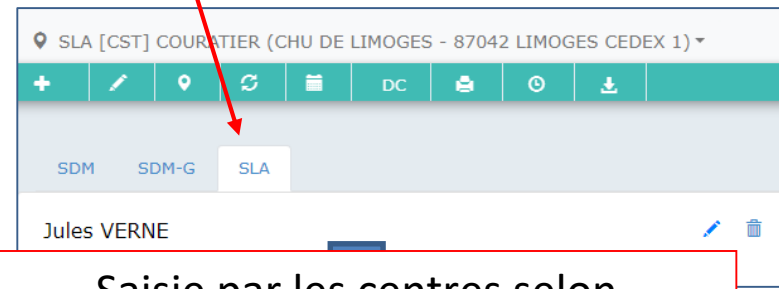 SLA [CST] COURATIER (CHU DE LIMOGES - 87042 LIMOGES CEDEX 1)
DC
SDM SDM-G SLA
Jules VERNE
Saisie par les centres selon